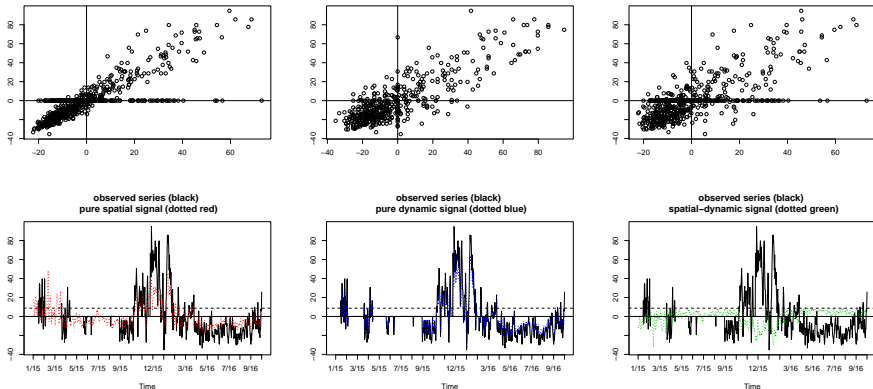 −40 0 20 40 60 80
−20 0 20 40 60
−40 0 20 40 60 80
−40 −20 0 20 40 60 80
−40 0 20 40 60 80
−20 0 20 40 60
observed series (black)
pure spatial signal (dotted red)
observed series (black)
pure dynamic signal (dotted blue)
observed series (black)
spatial−dynamic signal (dotted green)
−40 0 20 40 60 80
1/15 3/15 5/15 7/15 9/15 12/15 3/16 5/16 7/16 9/16
Time
−40 0 20 40 60 80
1/15 3/15 5/15 7/15 9/15 12/15 3/16 5/16 7/16 9/16
Time
−40 0 20 40 60 80
1/15 3/15 5/15 7/15 9/15 12/15 3/16 5/16 7/16 9/16
Time